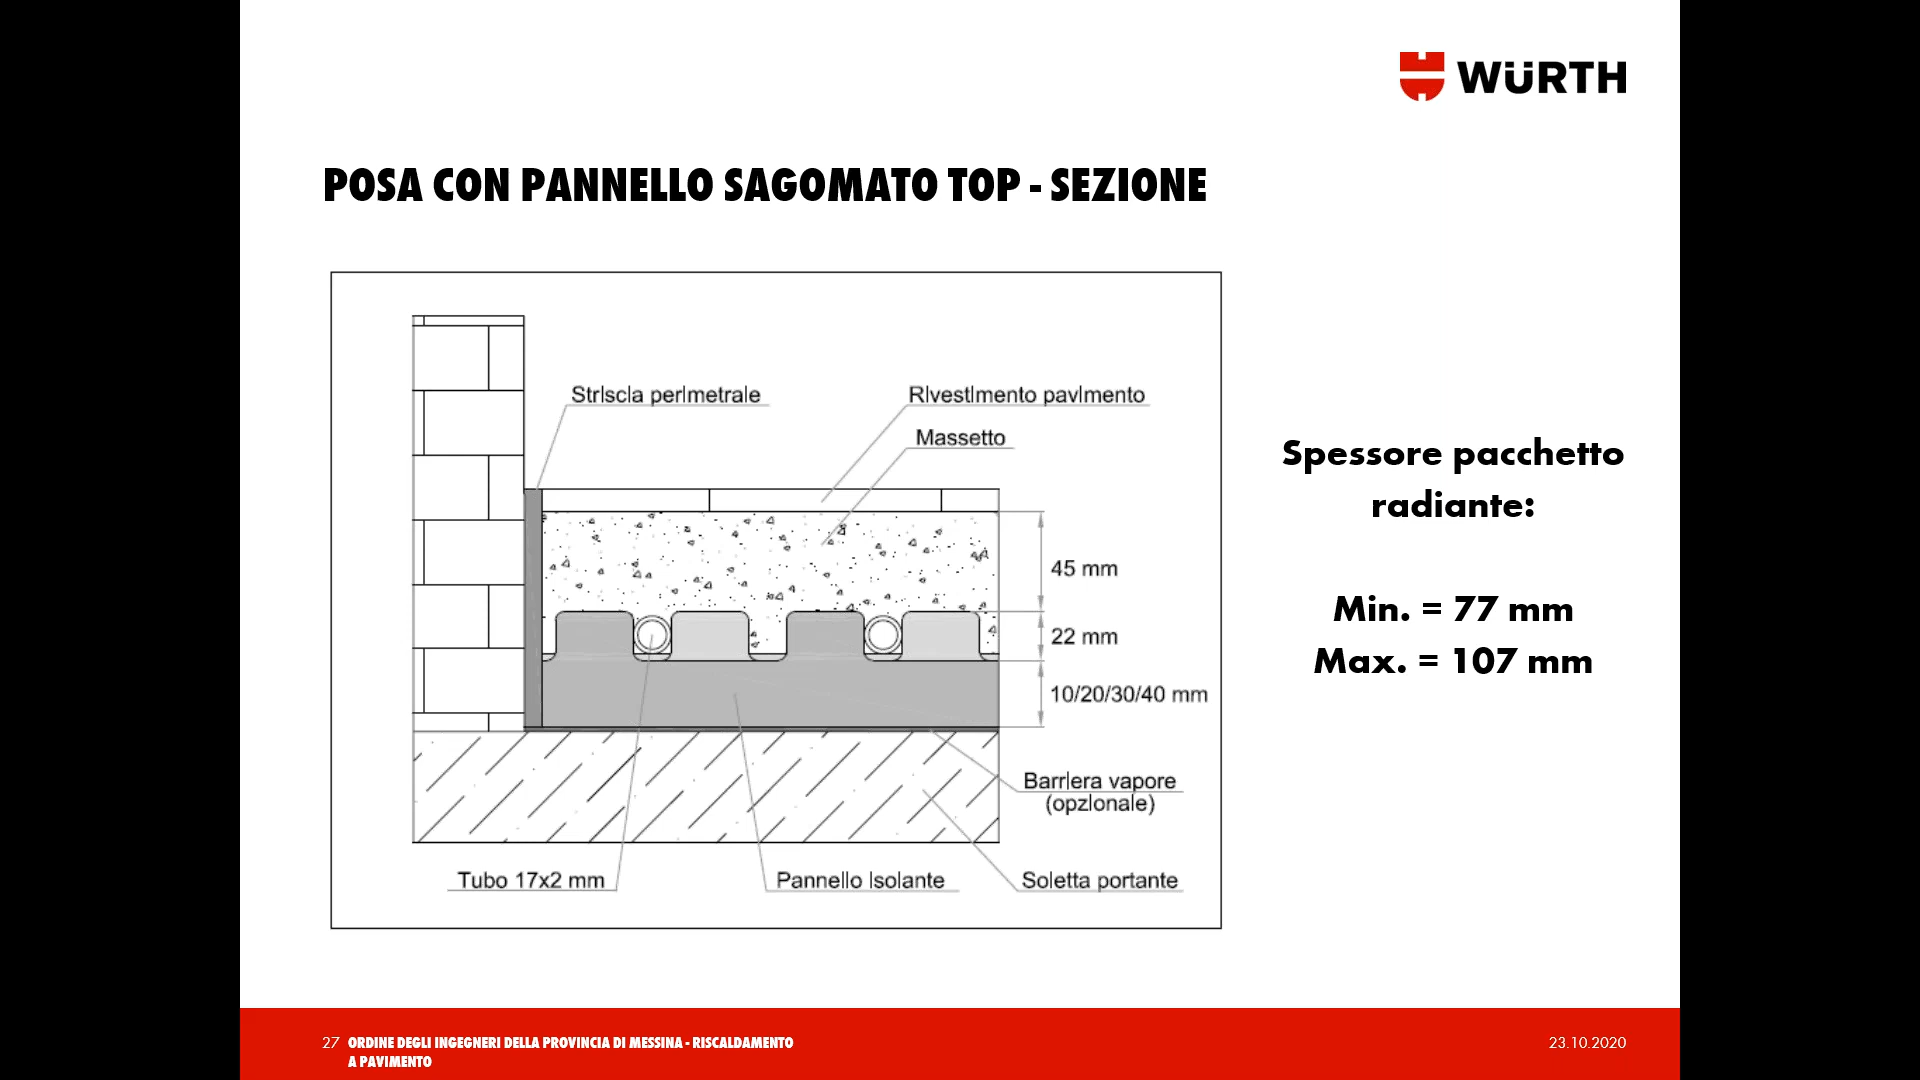 WÜRTH
POSA CON PANNELLO SAGOMATO TOP - SEZIONE
Striscia perimetrale
Rivestimento pavimento
Massetto
45 mm
22 mm
10/20/30/40 mm
Barriera vapore
(opzionale)
Tubo 17x2 mm
Pannello isolante
Soletta portante
Spessore pacchetto
radiante:
Min. = 77 mm
Max. = 107 mm
27 ORDINE DEGLI INGEGNERI DELLA PROVINCIA DI MESSINA - RISCALDAMENTO
A PAVIMENTO
23.10.2020